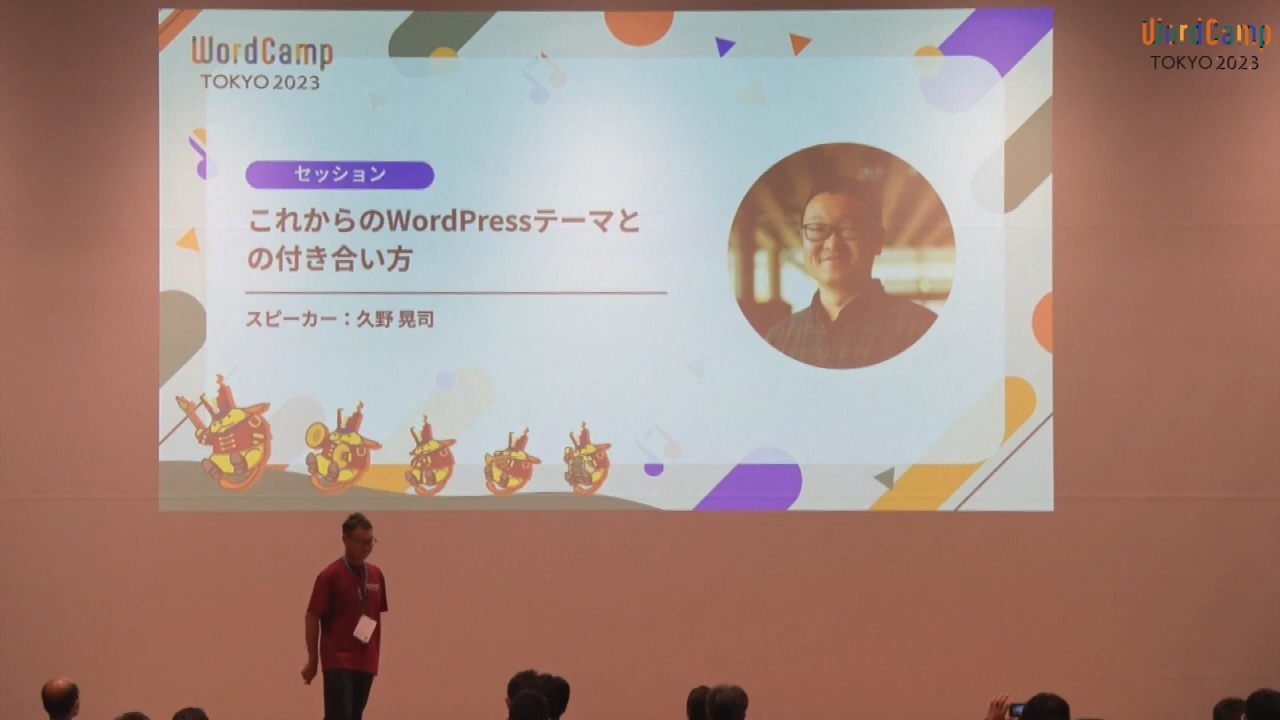 WordCamp
TOKYO 2023
WordCamp
TOKYO 2023
セッション
これからのWordPressテーマと
の付き合い方
スピーカー：久野 晃司